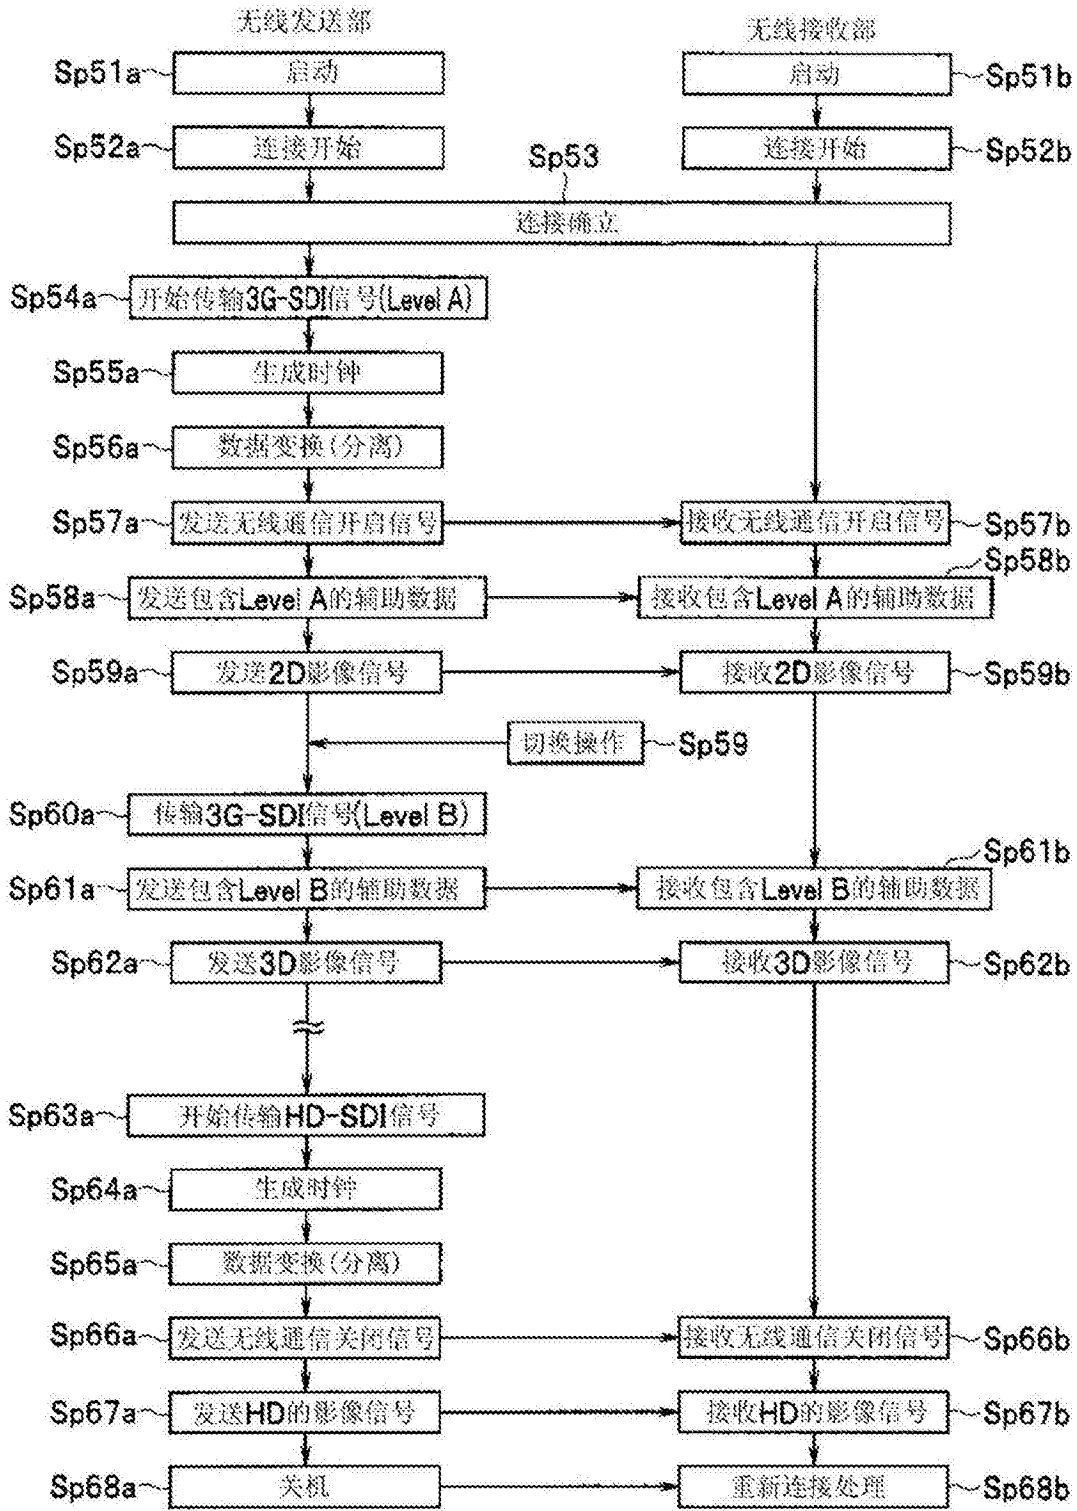 无线发送部
无线接收部
Sp51a 启动
启动 Sp51b
Sp52a 连接开始
连接开始 Sp52b
Sp53
连接确立
Sp54a 开始传输3G-SDI信号(Level A)
Sp55a 生成时钟
Sp56a 数据变换(分离)
Sp57a 发送无线通信开启信号
接收无线通信开启信号 Sp57b
Sp58a 发送包含Level A的辅助数据
接收包含Level A的辅助数据 Sp58b
Sp59a 发送2D影像信号
接收2D影像信号 Sp59b
切换操作 Sp59
Sp60a 传输3G-SDI信号(Level B)
Sp61a 发送包含Level B的辅助数据
接收包含Level B的辅助数据 Sp61b
Sp62a 发送3D影像信号
接收3D影像信号 Sp62b
Sp63a 开始传输HD-SDI信号
Sp64a 生成时钟
Sp65a 数据变换(分离)
Sp66a 发送无线通信关闭信号
接收无线通信关闭信号 Sp66b
Sp67a 发送HD的影像信号
接收HD的影像信号 Sp67b
Sp68a 关机
重新连接处理 Sp68b